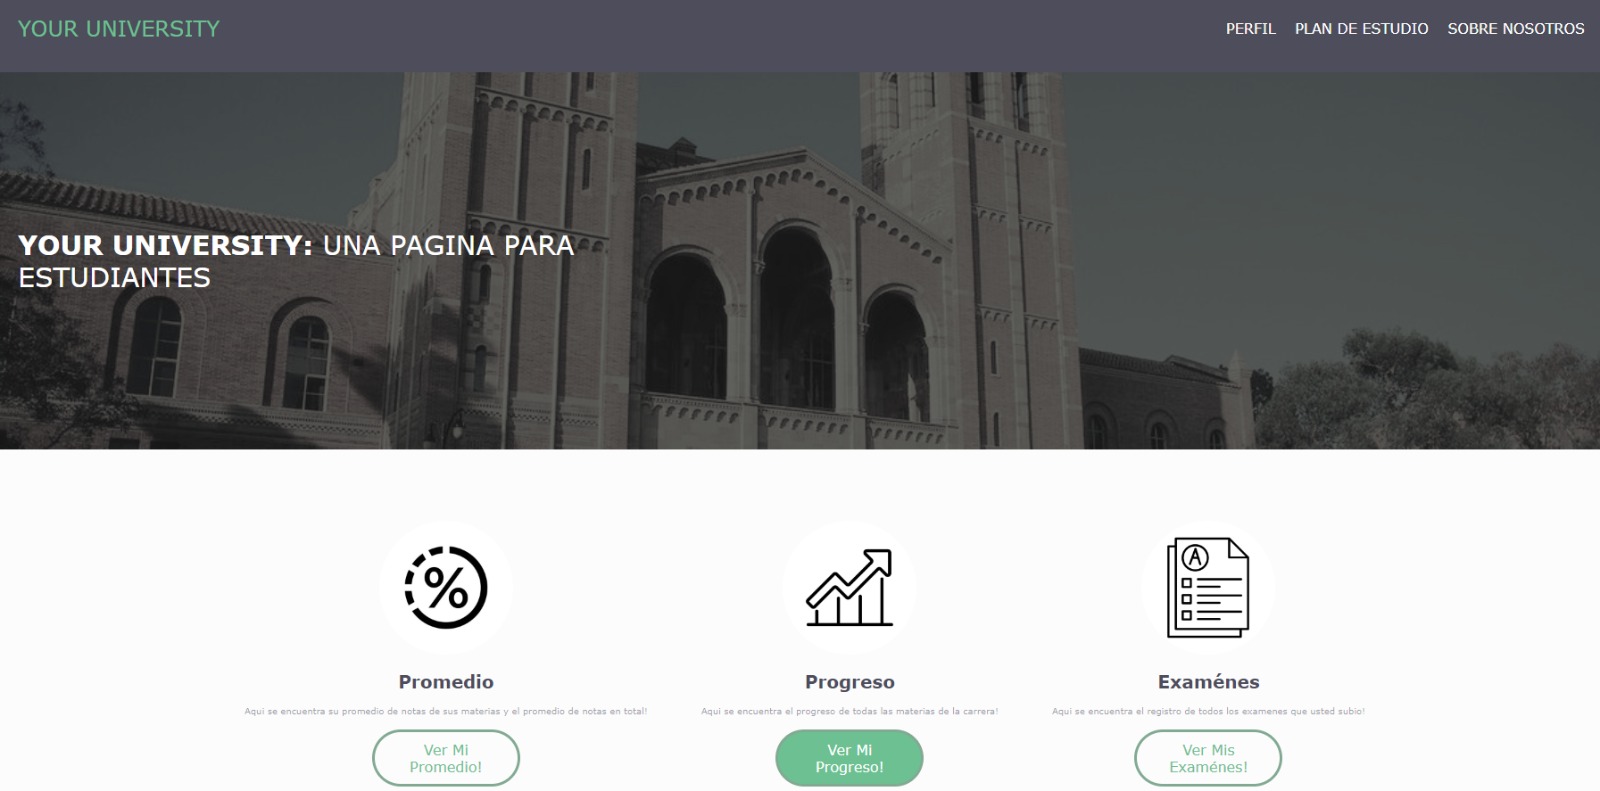 YOUR UNIVERSITY
PERFIL
PLAN DE ESTUDIO
SOBRE NOSOTROS
YOUR UNIVERSITY: UNA PAGINA PARA
ESTUDIANTES
%
A
Promedio
Aqui se encuentra su promedio de notas de sus materias y el promedio de notas en total!
Ver Mi
Promedio!
Progreso
Aqui se encuentra el progreso de todas las materias de la carrera!
Ver Mi
Progreso!
Examénes
Aqui se encuentra el registro de todos los examenes que usted subio!
Ver Mis
Examénes!